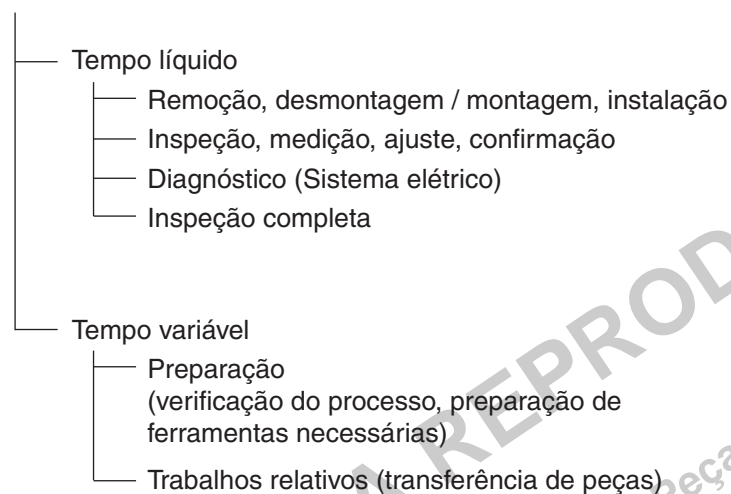 Tempo líquido
Remoção, desmontagem / montagem, instalação
Inspeção, medição, ajuste, confirmação
Diagnóstico (Sistema elétrico)
Inspeção completa
Tempo variável
Preparação
(verificação do processo, preparação de
ferramentas necessárias)
Trabalhos relativos (transferência de peças)